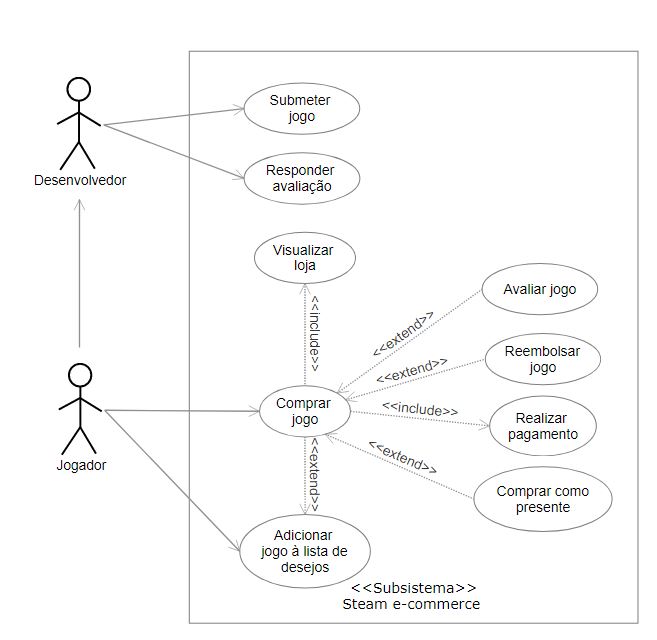 Submeter
jogo
Desenvolvedor
Responder
avaliação
Visualizar
loja
<<include>>
Avaliar jogo
<<extend>>
Reembolsar
jogo
<<extend>>
Comprar
jogo
<<include>>
Realizar
pagamento
Jogador
<<extend>>
<<extend>>
Comprar como
presente
Adicionar
jogo à lista de
desejos
<<Subsistema>>
Steam e-commerce